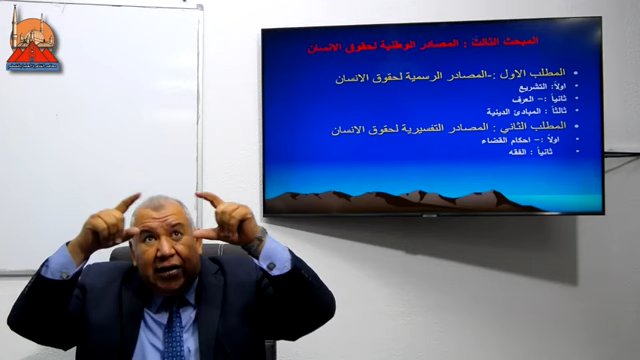 المبحث الثالث : المصادر الوطنية لحقوق الانسان
المطلب الاول :-المصادر الرسمية لحقوق الانسان
اولاً: التشريع
ثانياً :- العرف
ثالثاً : المبادئ الدينية
المطلب الثاني : المصادر التفسيرية لحقوق الانسان
اولاً :- احكام القضاء
ثانياً : الفقه